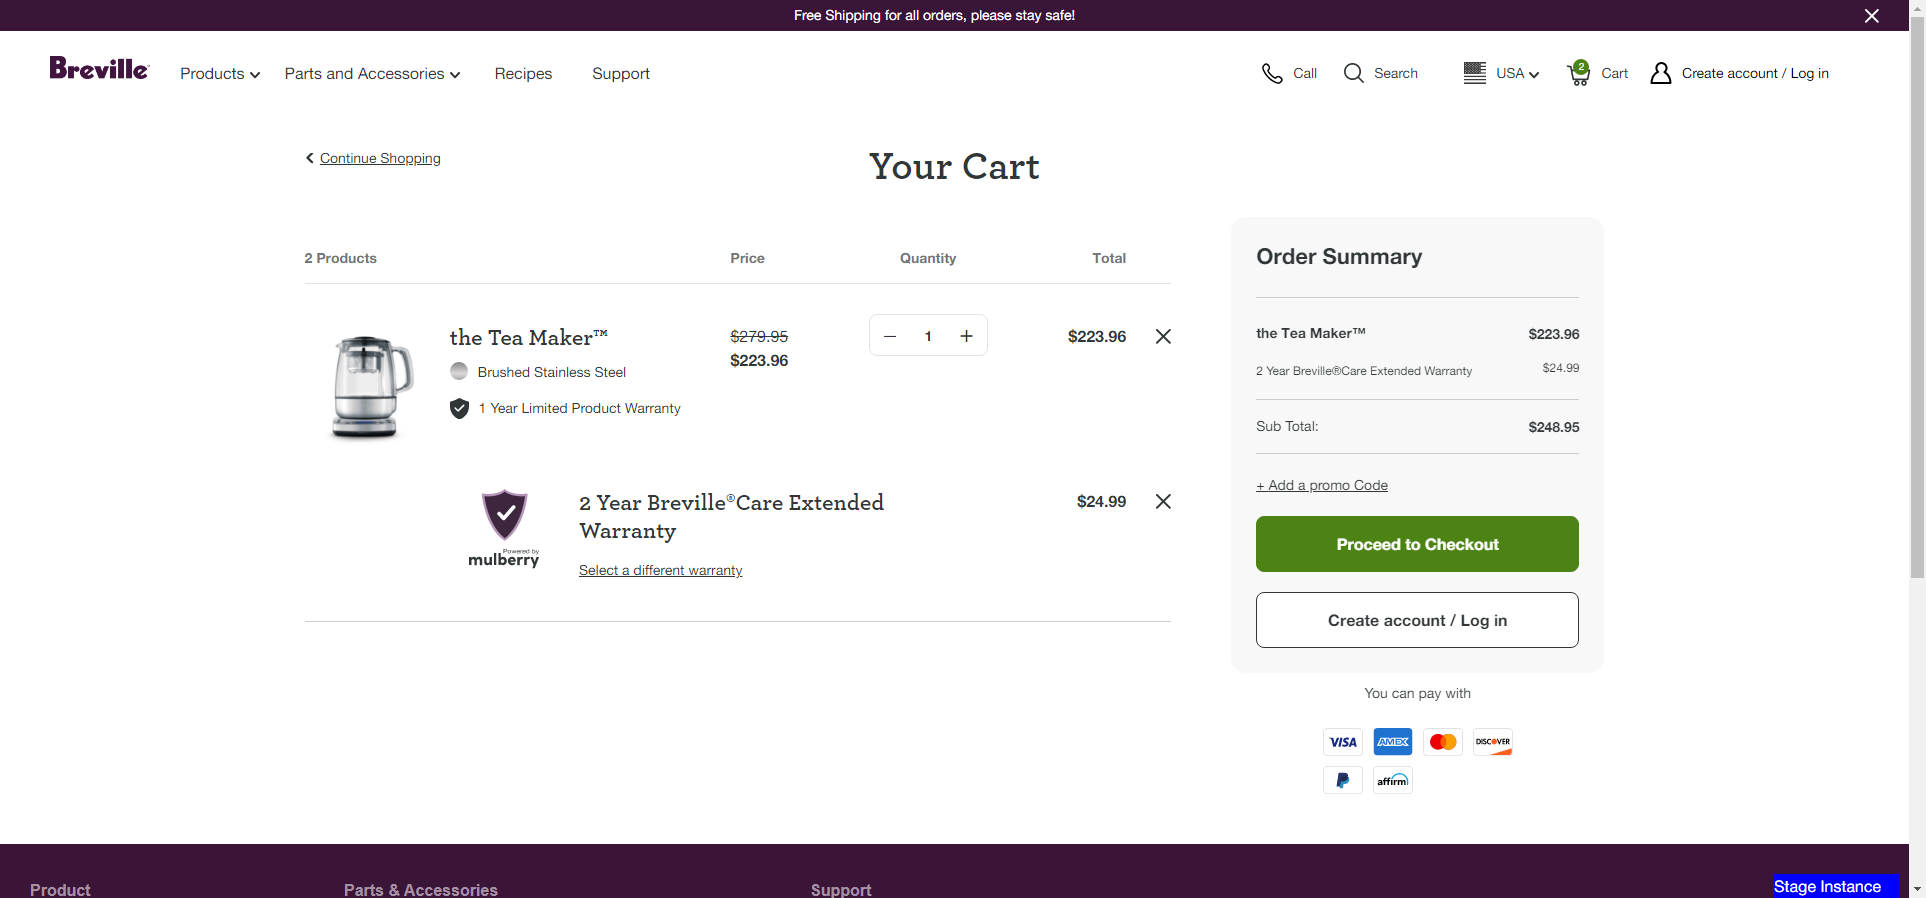 Free Shipping for all orders, please stay safe!
Breville
Products
Parts and Accessories
Recipes
Support
Call
Search
USA
2
Cart
Create account / Log in
Continue Shopping
Your Cart
2 Products
Price
Quantity
Total
the Tea Maker™
$279.95
1
$223.96
$223.96
Brushed Stainless Steel
1 Year Limited Product Warranty
2 Year Breville®Care Extended
Warranty
$24.99
Powered by
mulberry
Select a different warranty
Order Summary
the Tea Maker™
$223.96
2 Year Breville®Care Extended Warranty
$24.99
Sub Total:
$248.95
+ Add a promo Code
Proceed to Checkout
Create account / Log in
You can pay with
VISA
AMEX
DISCOVER
affirm
Product
Parts & Accessories
Support
Stage Instance